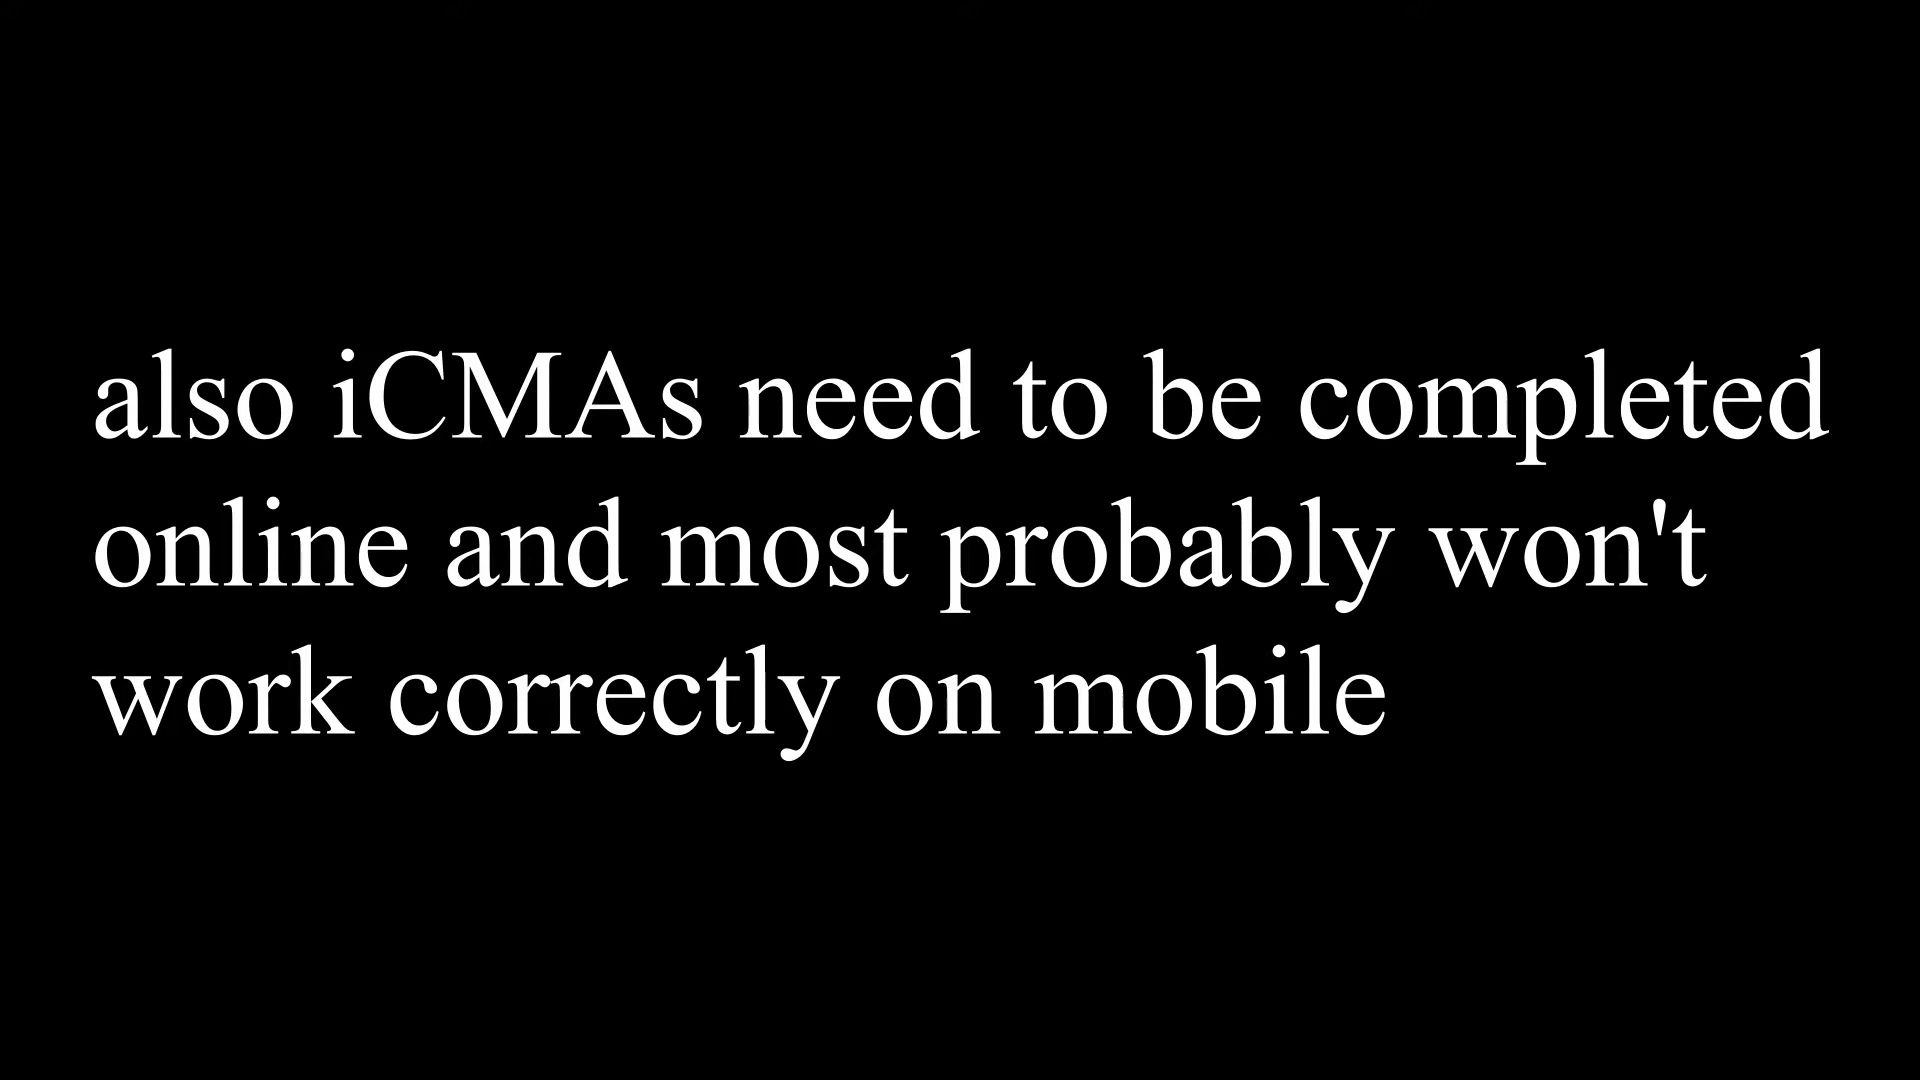 also iCMAs need to be completed
online and most probably won't
work correctly on mobile